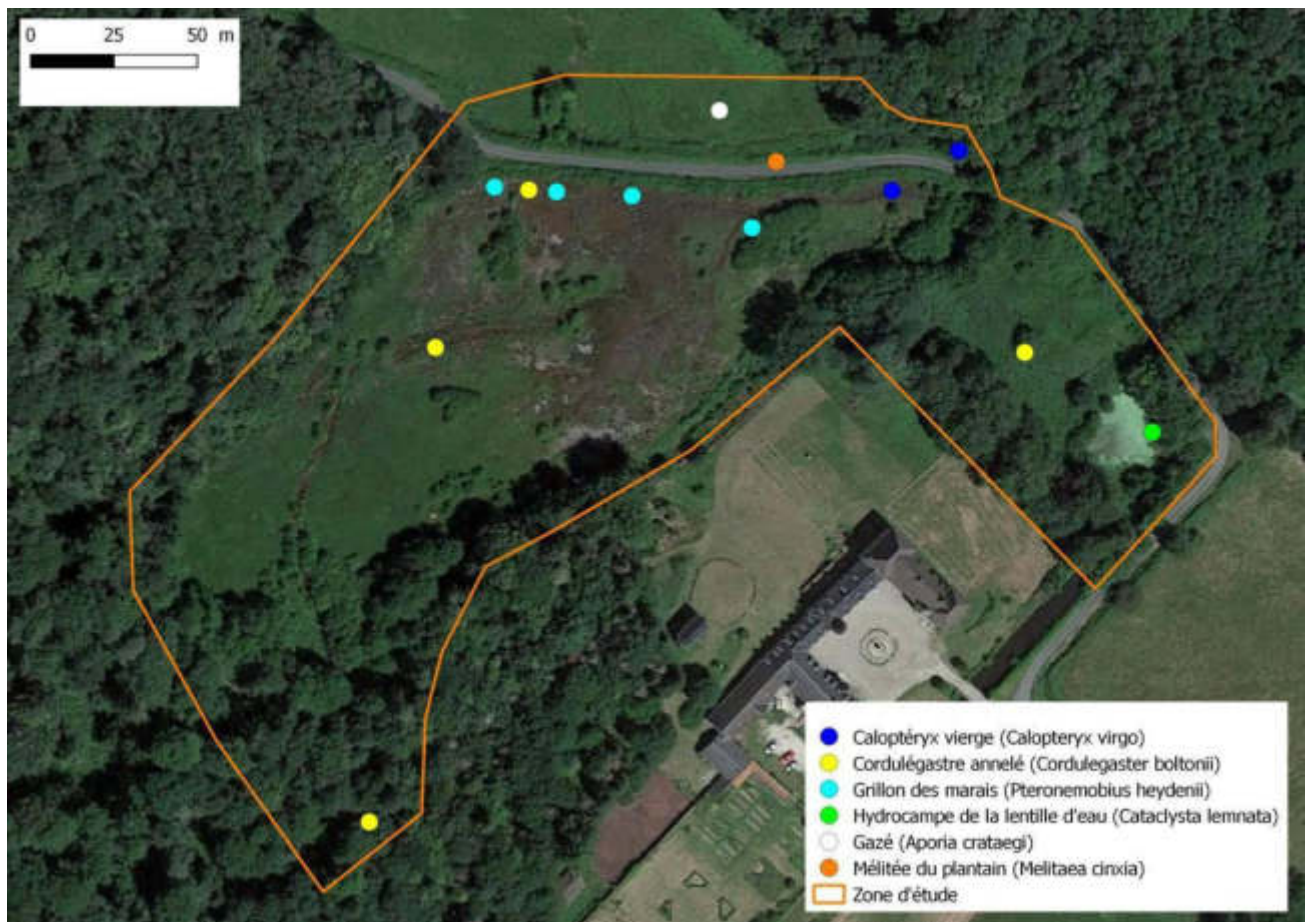 0 25 50 m
Caloptéryx vierge (Calopteryx virgo)
Cordulégastre annelé (Cordulegaster boltonii)
Grillon des marais (Pteronemobius heydenii)
Hydrocampe de la lentille d'eau (Cataclysta lemnata)
Gazé (Aporia crataegi)
Mélitée du plantain (Melitaea cinxia)
Zone d'étude